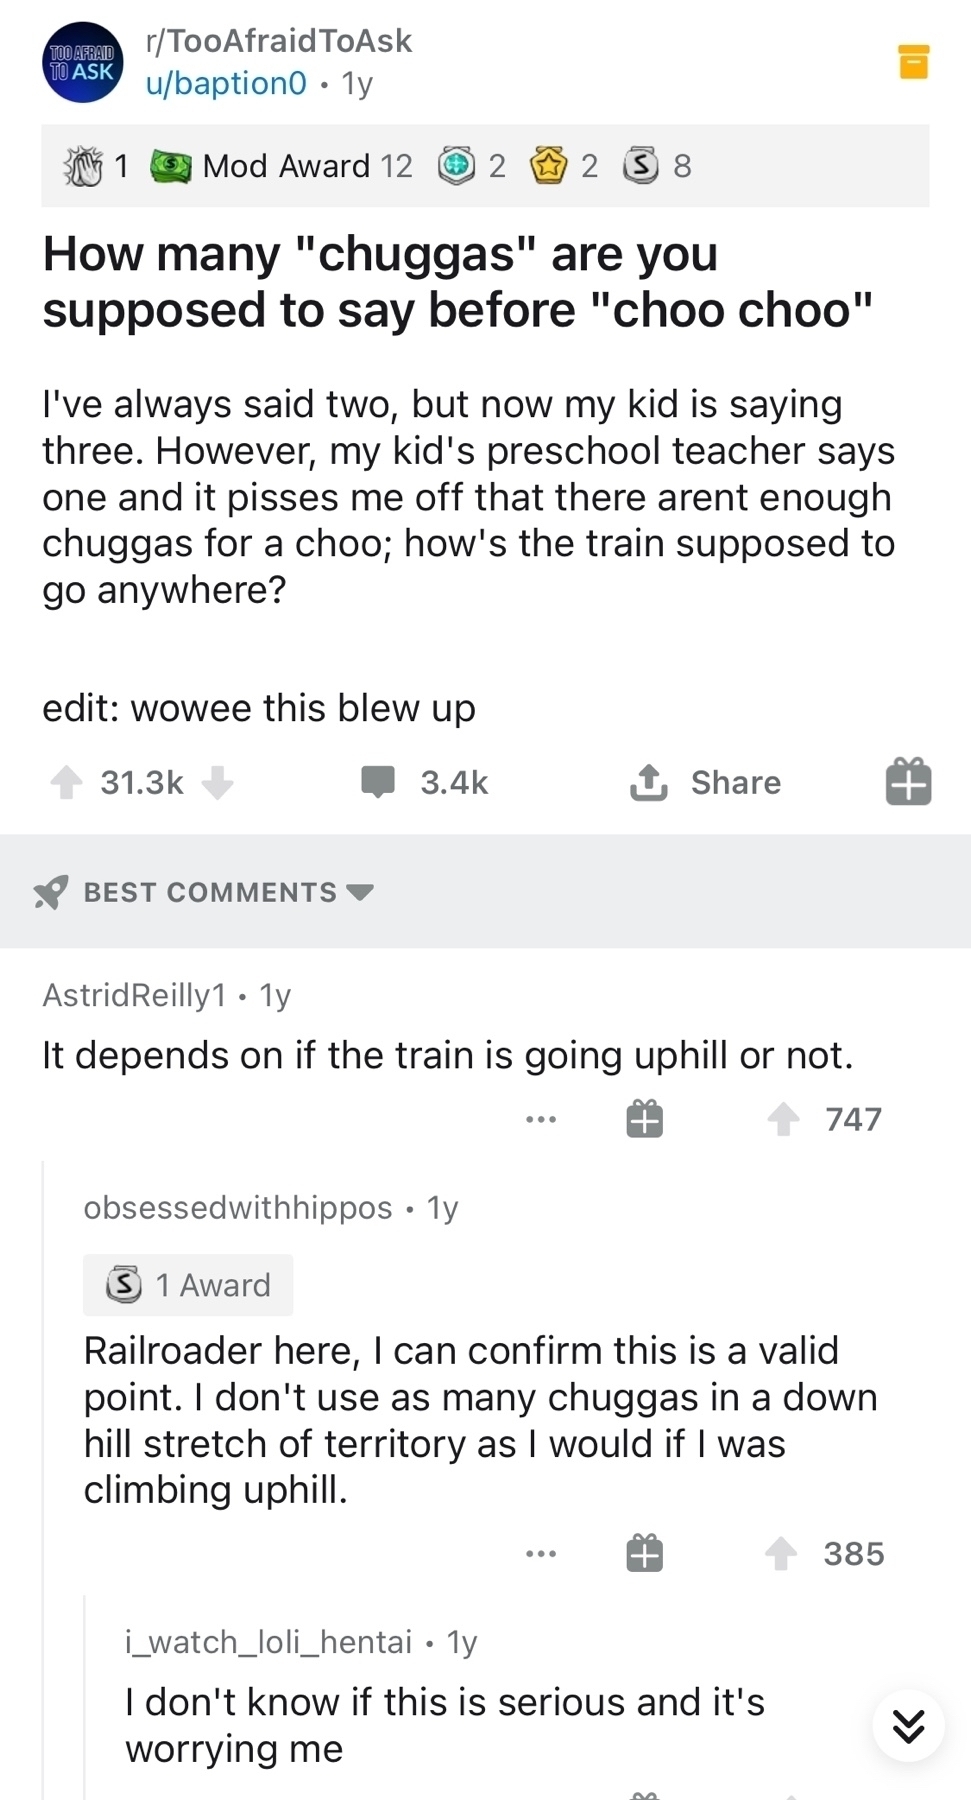 TOO AFRAID
TO ASK
r/TooAfraidToAsk
u/baption0 • 1y
1 Mod Award 12 2 2 S 8
How many "chuggas" are you
supposed to say before "choo choo"
I've always said two, but now my kid is saying
three. However, my kid's preschool teacher says
one and it pisses me off that there arent enough
chuggas for a choo; how's the train supposed to
go anywhere?
edit: wowee this blew up
31.3k 3.4k Share
BEST COMMENTS
AstridReilly1 • 1y
It depends on if the train is going uphill or not.
747
obsessedwithhippos • 1y
S 1 Award
Railroader here, I can confirm this is a valid
point. I don't use as many chuggas in a down
hill stretch of territory as I would if I was
climbing uphill.
385
i_watch_loli_hentai • 1y
I don't know if this is serious and it's
worrying me